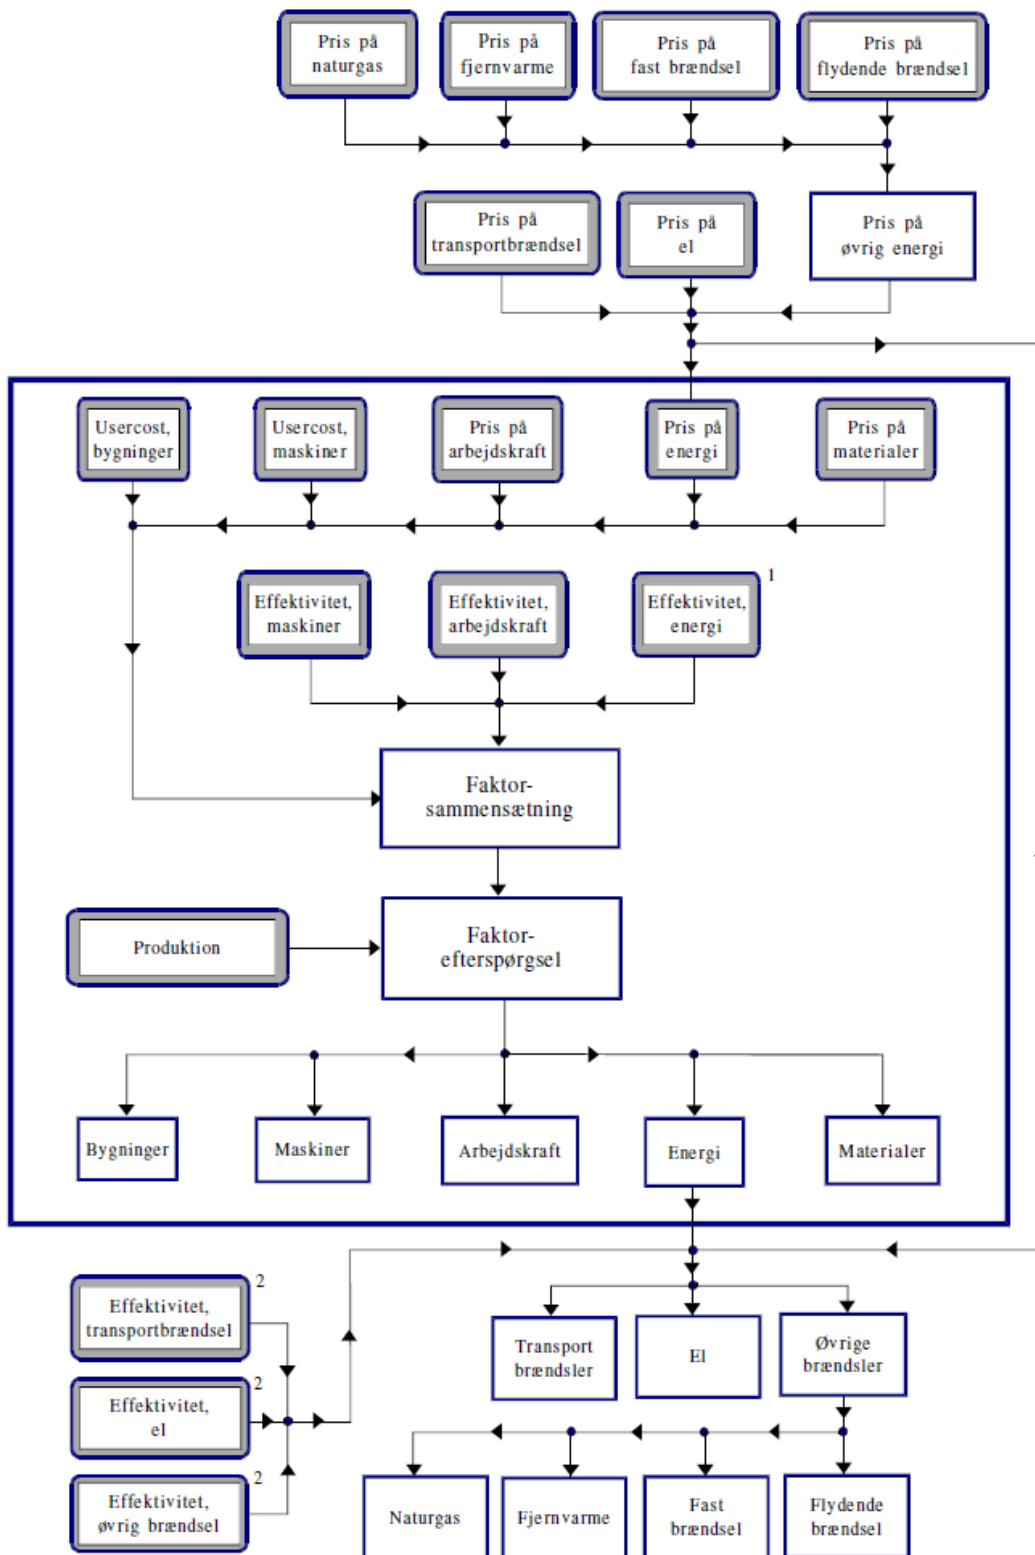 Pris på
naturgas
Pris på
fjernvarme
Pris på
fast brændsel
Pris på
flydende brændsel
Pris på
transportbrændsel
Pris på
el
Pris på
øvrig energi
Usercost,
bygninger
Usercost,
maskiner
Pris på
arbejdskraft
Pris på
energi
Pris på
materialer
Effektivitet,
maskiner
Effektivitet,
arbejdskraft
Effektivitet,
energi
1
Faktor-
sammensætning
Produktion
Faktor-
efterspørgsel
Bygninger
Maskiner
Arbejdskraft
Energi
Materialer
Effektivitet,
transportbrændsel
2
Effektivitet,
el
2
Effektivitet,
øvrig brændsel
2
Transport
brændsler
El
Øvrige
brændsler
Naturgas
Fjernvarme
Fast
brændsel
Flydende
brændsel